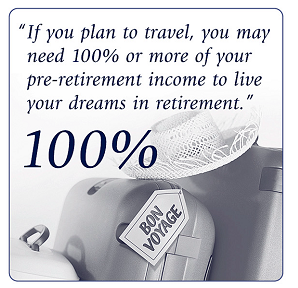 “If you plan to travel, you may
need 100% or more of your
pre-retirement income to live
your dreams in retirement.”
100%
BON
VOYAGE